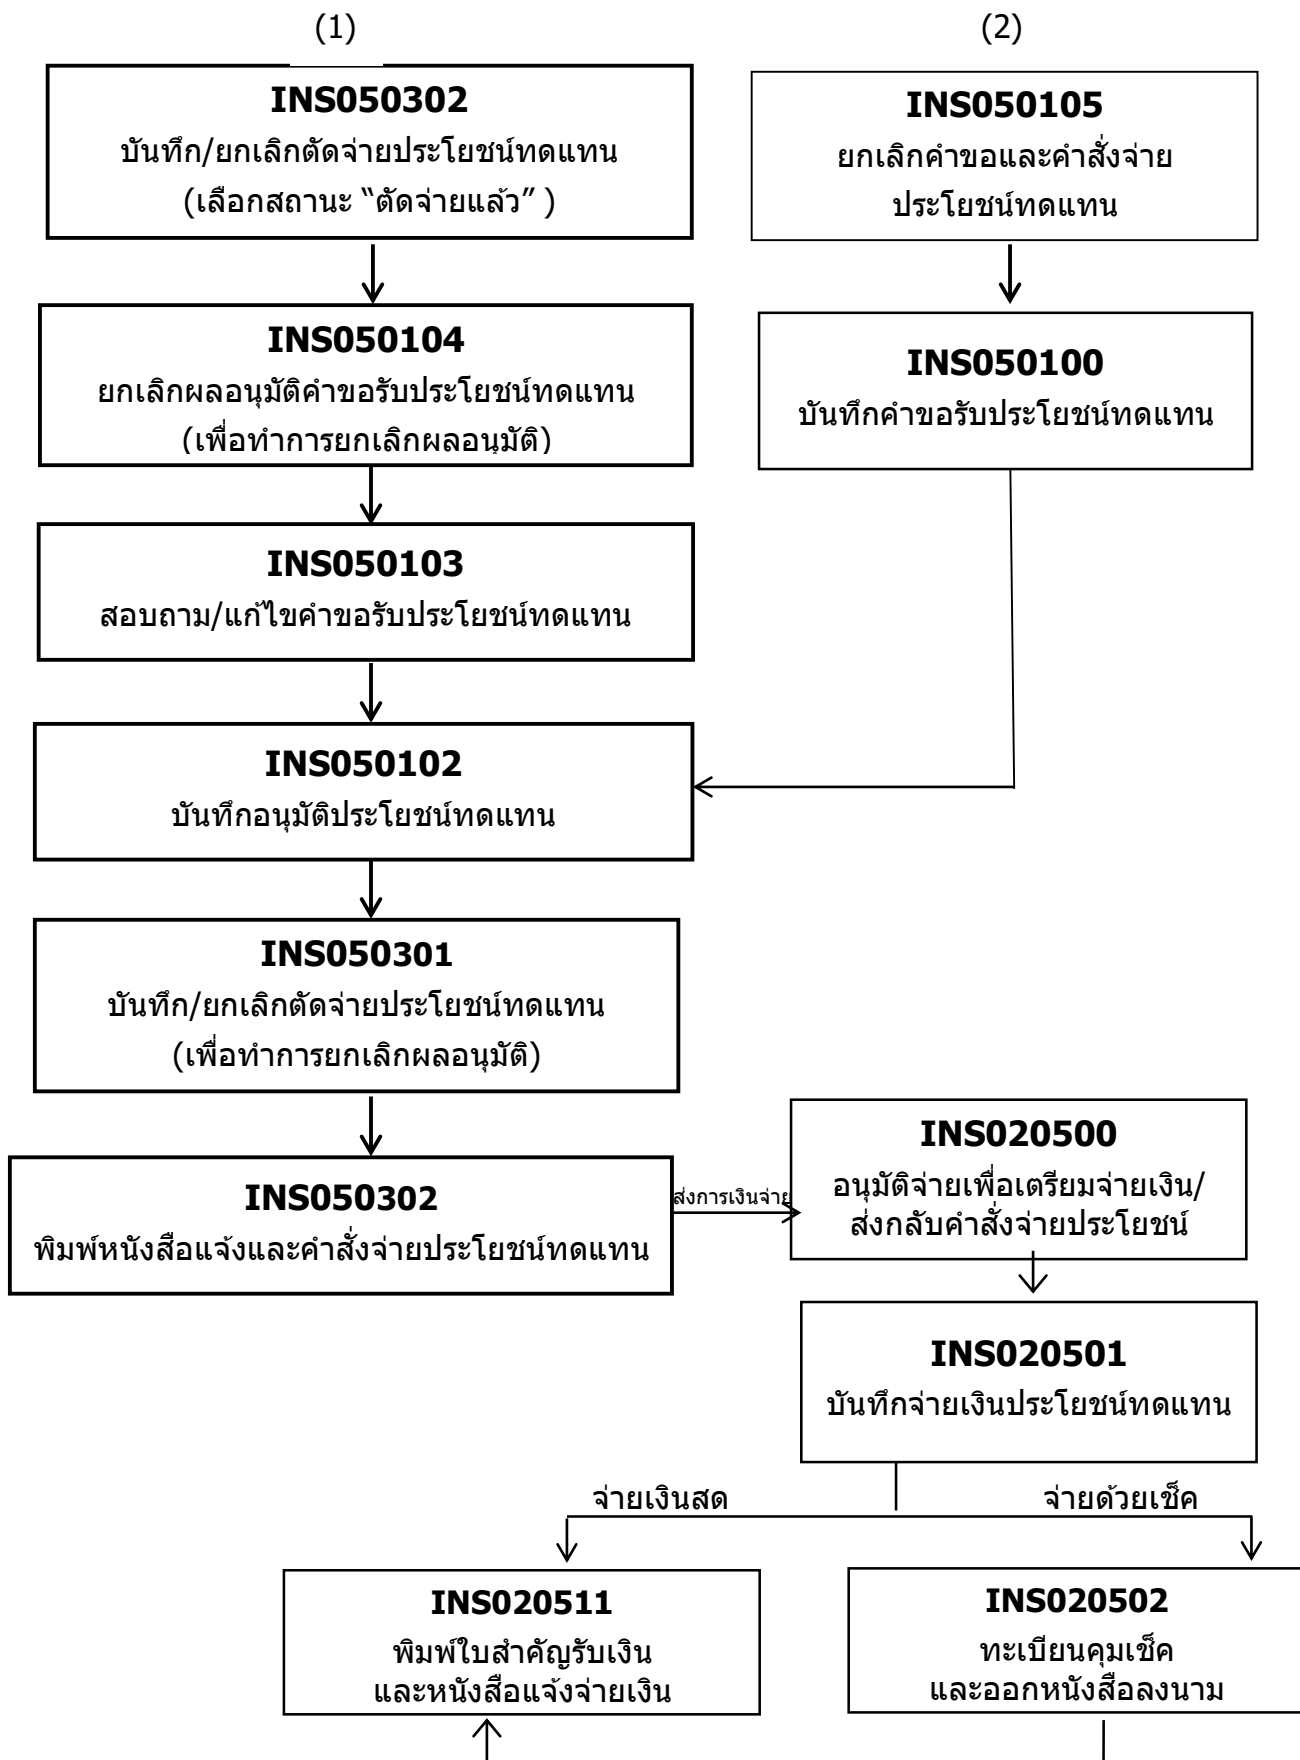 (1)
(2)
INS050302
บันทึก/ยกเลิกตัดจ่ายประโยชน์ทดแทน
(เลือกสถานะ “ตัดจ่ายแล้ว” )
INS050105
ยกเลิกคำขอและคำสั่งจ่าย
ประโยชน์ทดแทน
INS050104
ยกเลิกผลอนุมัติคำขอรับประโยชน์ทดแทน
(เพื่อทำการยกเลิกผลอนุมัติ)
INS050100
บันทึกคำขอรับประโยชน์ทดแทน
INS050103
สอบถาม/แก้ไขคำขอรับประโยชน์ทดแทน
INS050102
บันทึกอนุมัติประโยชน์ทดแทน
INS050301
บันทึก/ยกเลิกตัดจ่ายประโยชน์ทดแทน
(เพื่อทำการยกเลิกผลอนุมัติ)
INS050302
พิมพ์หนังสือแจ้งและคำสั่งจ่ายประโยชน์ทดแทน
ส่งการเงินจ่าย
INS020500
อนุมัติจ่ายเพื่อเตรียมจ่ายเงิน/
ส่งกลับคำสั่งจ่ายประโยชน์
INS020501
บันทึกจ่ายเงินประโยชน์ทดแทน
จ่ายเงินสด
จ่ายด้วยเช็ค
INS020511
พิมพ์ใบสำคัญรับเงิน
และหนังสือแจ้งจ่ายเงิน
INS020502
ทะเบียนคุมเช็ค
และออกหนังสือลงนาม